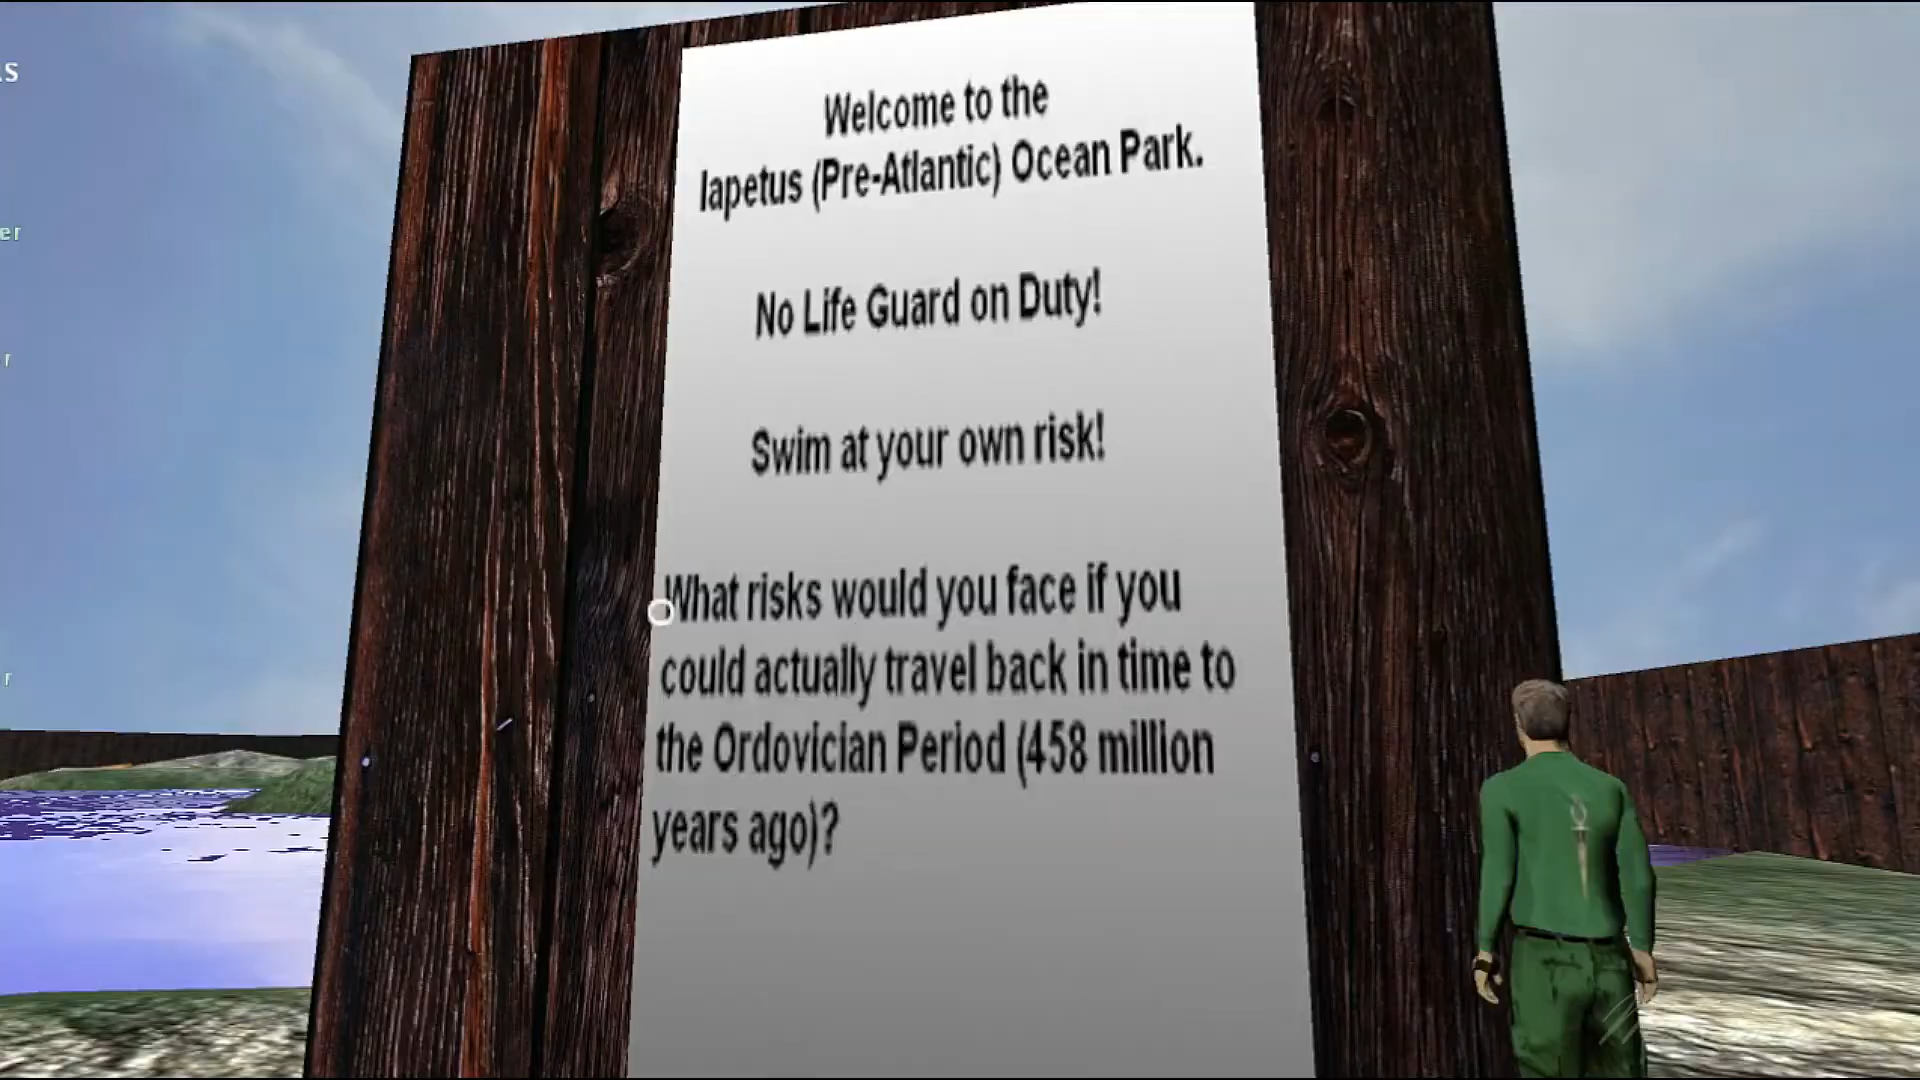 Welcome to the
Iapetus (Pre-Atlantic) Ocean Park.
No Life Guard on Duty!
Swim at your own risk!
What risks would you face if you
could actually travel back in time to
the Ordovician Period (458 million
years ago)?